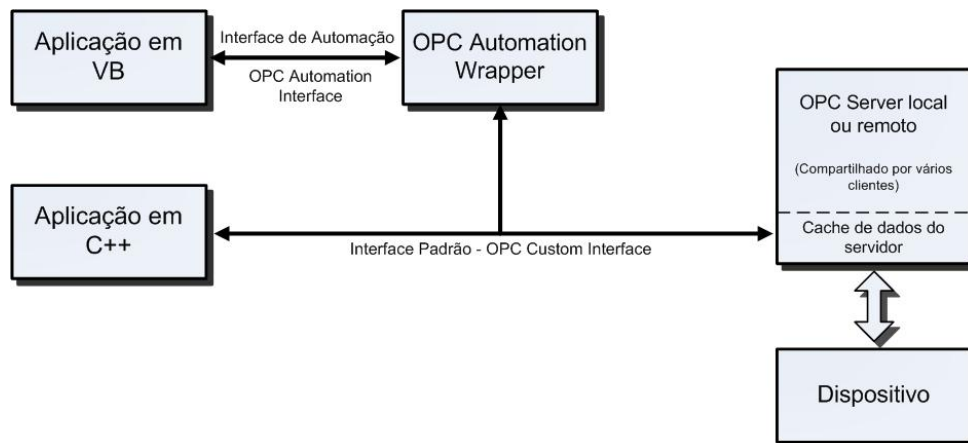 Aplicação em
VB
Interface de Automação
OPC Automation
Interface
OPC Automation
Wrapper
OPC Server local
ou remoto
(Compartilhado por vários
clientes)
Cache de dados do
servidor
Aplicação em
C++
Interface Padrão - OPC Custom Interface
Dispositivo